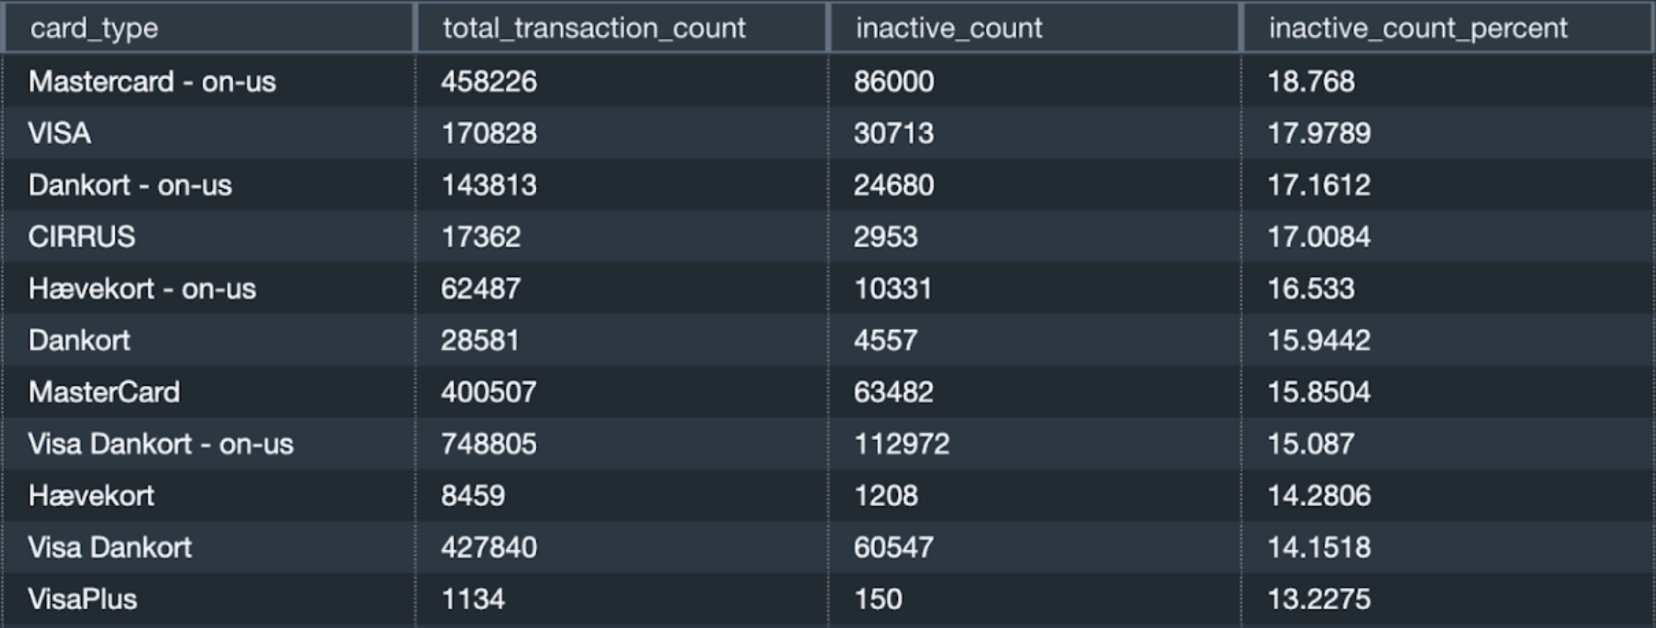 card_type total_transaction_count inactive_count inactive_count_percent
Mastercard - on-us 458226 86000 18.768
VISA 170828 30713 17.9789
Dankort - on-us 143813 24680 17.1612
CIRRUS 17362 2953 17.0084
Hævekort - on-us 62487 10331 16.533
Dankort 28581 4557 15.9442
MasterCard 400507 63482 15.8504
Visa Dankort - on-us 748805 112972 15.087
Hævekort 8459 1208 14.2806
Visa Dankort 427840 60547 14.1518
VisaPlus 1134 150 13.2275